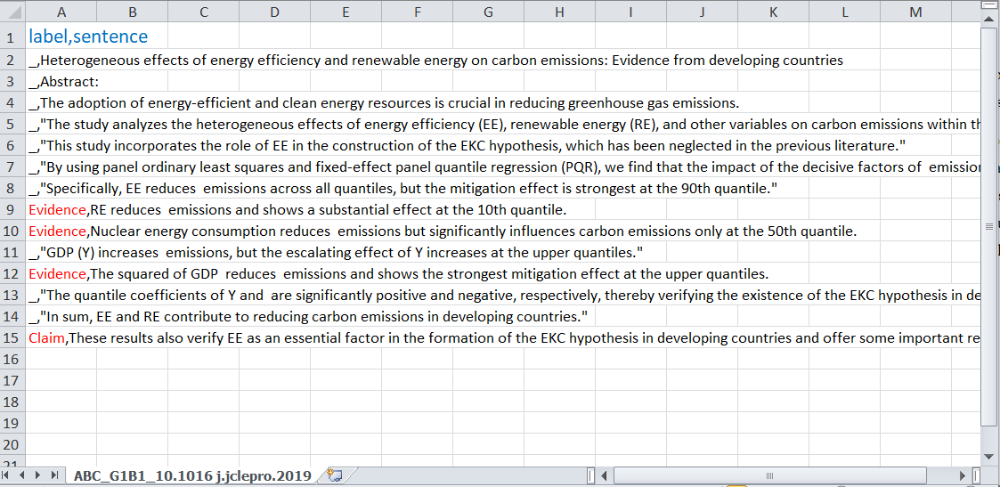 A B C D E F G H I J K L M
1 label,sentence
2 _,Heterogeneous effects of energy efficiency and renewable energy on carbon emissions: Evidence from developing countries
3 _,Abstract:
4 _,The adoption of energy-efficient and clean energy resources is crucial in reducing greenhouse gas emissions.
5 _,"The study analyzes the heterogeneous effects of energy efficiency (EE), renewable energy (RE), and other variables on carbon emissions within th
6 _,"This study incorporates the role of EE in the construction of the EKC hypothesis, which has been neglected in the previous literature."
7 _,"By using panel ordinary least squares and fixed-effect panel quantile regression (PQR), we find that the impact of the decisive factors of  emission
8 _,"Specifically, EE reduces  emissions across all quantiles, but the mitigation effect is strongest at the 90th quantile."
9 Evidence,RE reduces  emissions and shows a substantial effect at the 10th quantile.
10 Evidence,Nuclear energy consumption reduces  emissions but significantly influences carbon emissions only at the 50th quantile.
11 _,"GDP (Y) increases  emissions, but the escalating effect of Y increases at the upper quantiles."
12 Evidence,The squared of GDP  reduces  emissions and shows the strongest mitigation effect at the upper quantiles.
13 _,"The quantile coefficients of Y and  are significantly positive and negative, respectively, thereby verifying the existence of the EKC hypothesis in de
14 _,"In sum, EE and RE contribute to reducing carbon emissions in developing countries."
15 Claim,These results also verify EE as an essential factor in the formation of the EKC hypothesis in developing countries and offer some important re
16
17
18
19
20
21
ABC_G1B1_10.1016 j.jclepro.2019